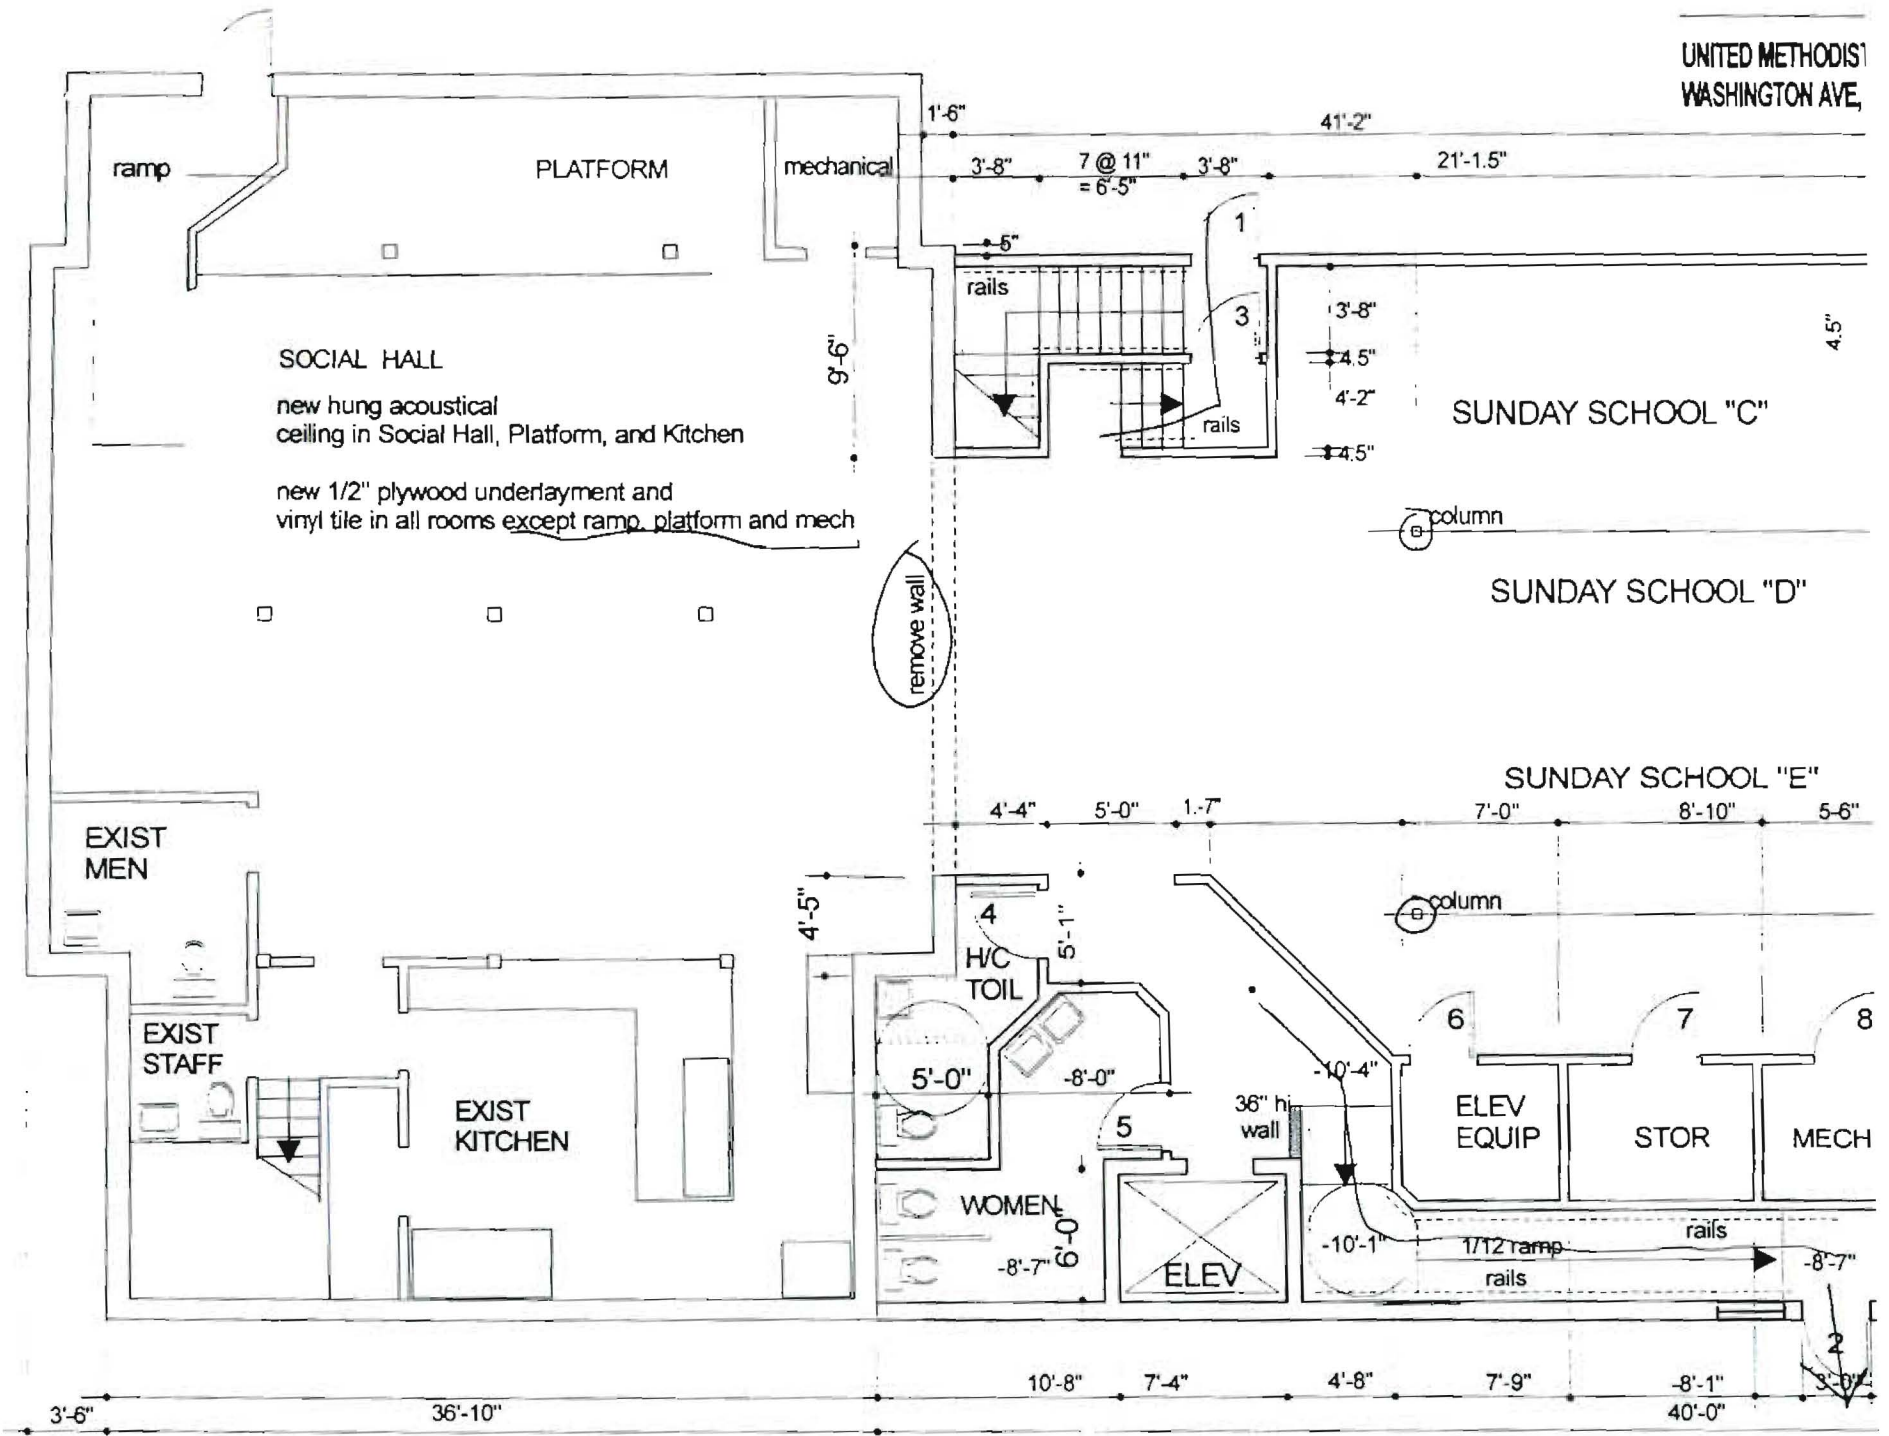 UNITED METHODIST
WASHINGTON AVE,
1'-6"
41'-2"
ramp
PLATFORM
mechanical
3'-8"
7 @ 11"
= 6'-5"
3'-8"
21'-1.5"
1
5"
rails
3
3'-8"
4.5"
4.5"
4'-2"
4.5"
rails
9'-6"
SOCIAL HALL
new hung acoustical
ceiling in Social Hall, Platform, and Kitchen
new 1/2" plywood underlayment and
vinyl tile in all rooms except ramp, platform and mech
SUNDAY SCHOOL "C"
column
remove wall
SUNDAY SCHOOL "D"
SUNDAY SCHOOL "E"
4'-4"
5'-0"
1.-7"
7'-0"
8'-10"
5-6"
EXIST
MEN
4'-5"
4
5'-1"
column
H/C
TOIL
EXIST
STAFF
6
7
8
5'-0"
-8'-0"
-10'-4"
36" hi
wall
5
EXIST
KITCHEN
ELEV
EQUIP
STOR
MECH
WOMEN
6'-0"
-8'-7"
ELEV
-10'-1"
1/12 ramp
rails
rails
-8'-7"
2
10'-8"
7'-4"
4'-8"
7'-9"
-8'-1"
3'-0"
3'-6"
36'-10"
40'-0"